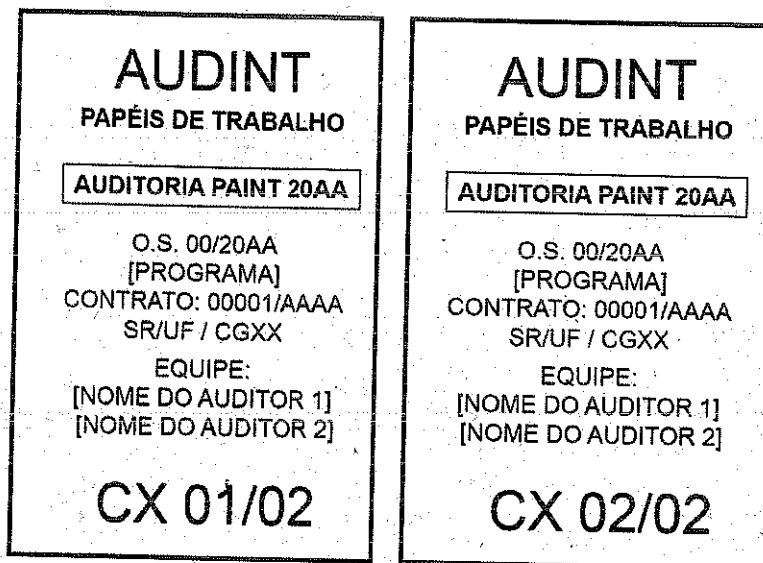 AUDINT
PAPÉIS DE TRABALHO
AUDITORIA PAINT 20AA
O.S. 00/20AA
[PROGRAMA]
CONTRATO: 00001/AAAA
SR/UF / CGXX
EQUIPE:
[NOME DO AUDITOR 1]
[NOME DO AUDITOR 2]
CX 01/02
AUDINT
PAPÉIS DE TRABALHO
AUDITORIA PAINT 20AA
O.S. 00/20AA
[PROGRAMA]
CONTRATO: 00001/AAAA
SR/UF / CGXX
EQUIPE:
[NOME DO AUDITOR 1]
[NOME DO AUDITOR 2]
CX 02/02